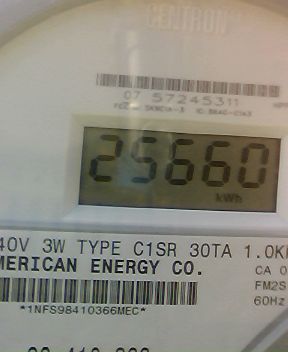 CENTRON
07 57245311
25660
kWh
40V 3W TYPE C1SR 30TA 1.0K
MERICAN ENERGY CO.
CA 0
FM2S
60Hz
*1NFS98410366MEC*